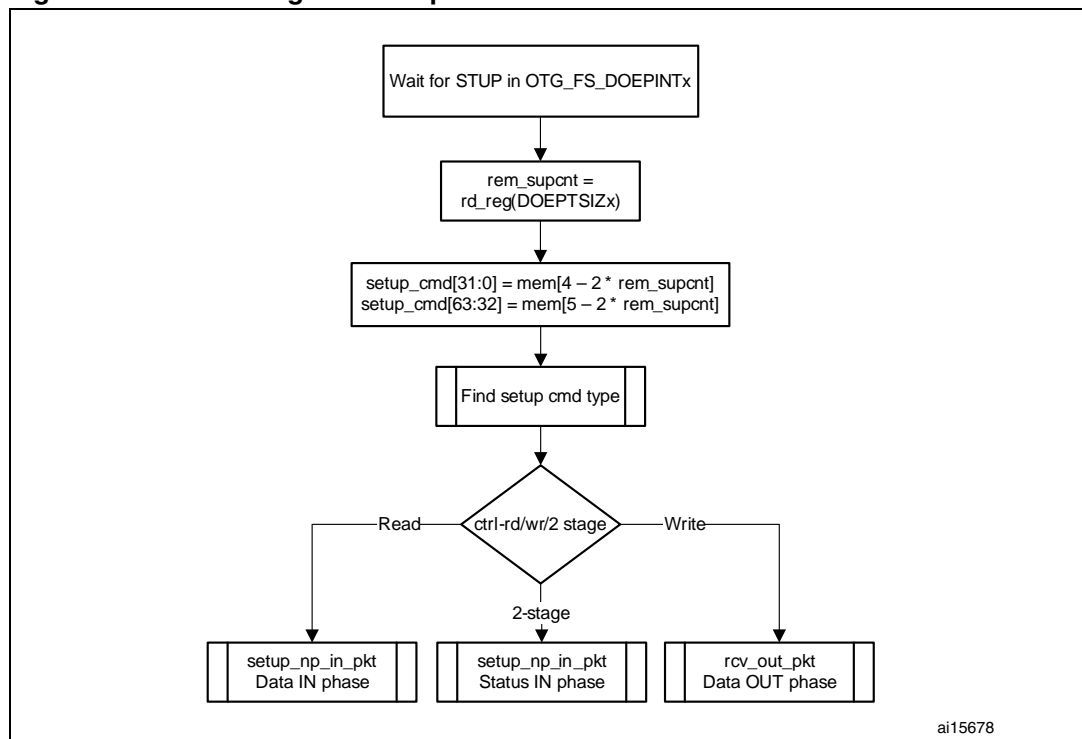 Wait for STUP in OTG_FS_DOEPINTx
rem_supcnt =
rd_reg(DOEPTSIZx)
setup_cmd[31:0] = mem[4 – 2 * rem_supcnt]
setup_cmd[63:32] = mem[5 – 2 * rem_supcnt]
Find setup cmd type
Read
ctrl-rd/wr/2 stage
Write
2-stage
setup_np_in_pkt
Data IN phase
setup_np_in_pkt
Status IN phase
rcv_out_pkt
Data OUT phase
ai15678